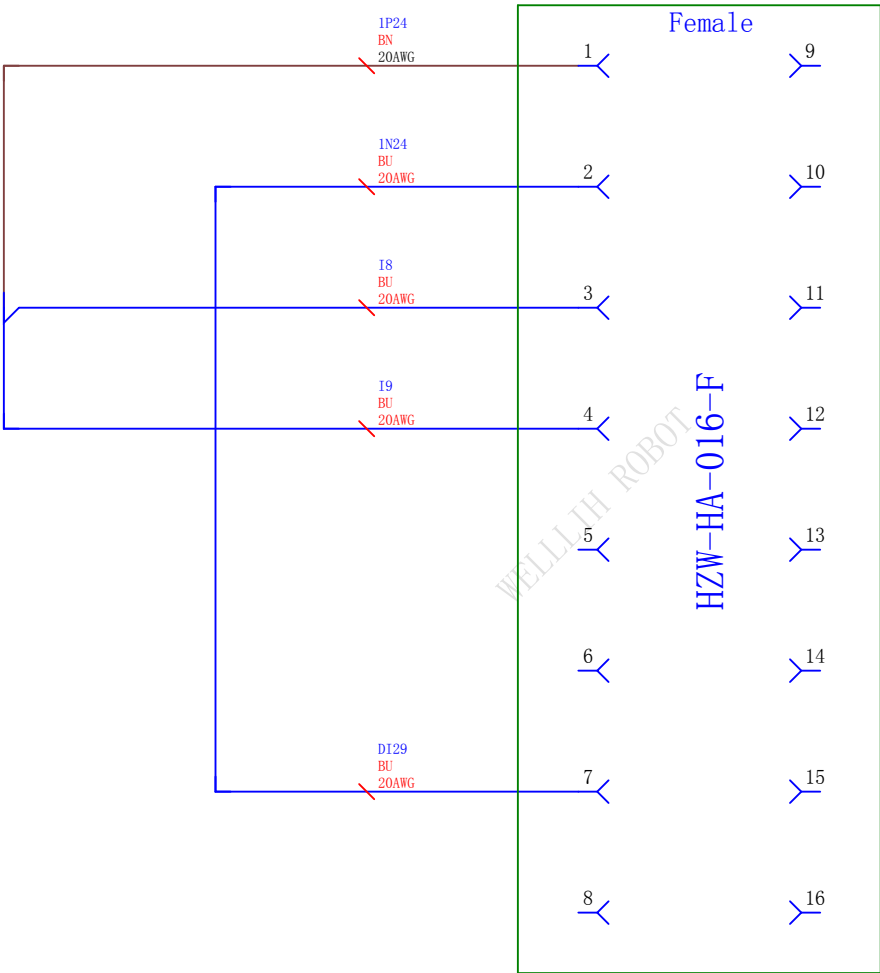 Female
1P24
BN
20AWG
1
9
1N24
BU
20AWG
2
10
I8
BU
20AWG
3
11
I9
BU
20AWG
4
12
HZW-HA-016-F
WELLLIH ROBOT
5
13
6
14
DI29
BU
20AWG
7
15
8
16